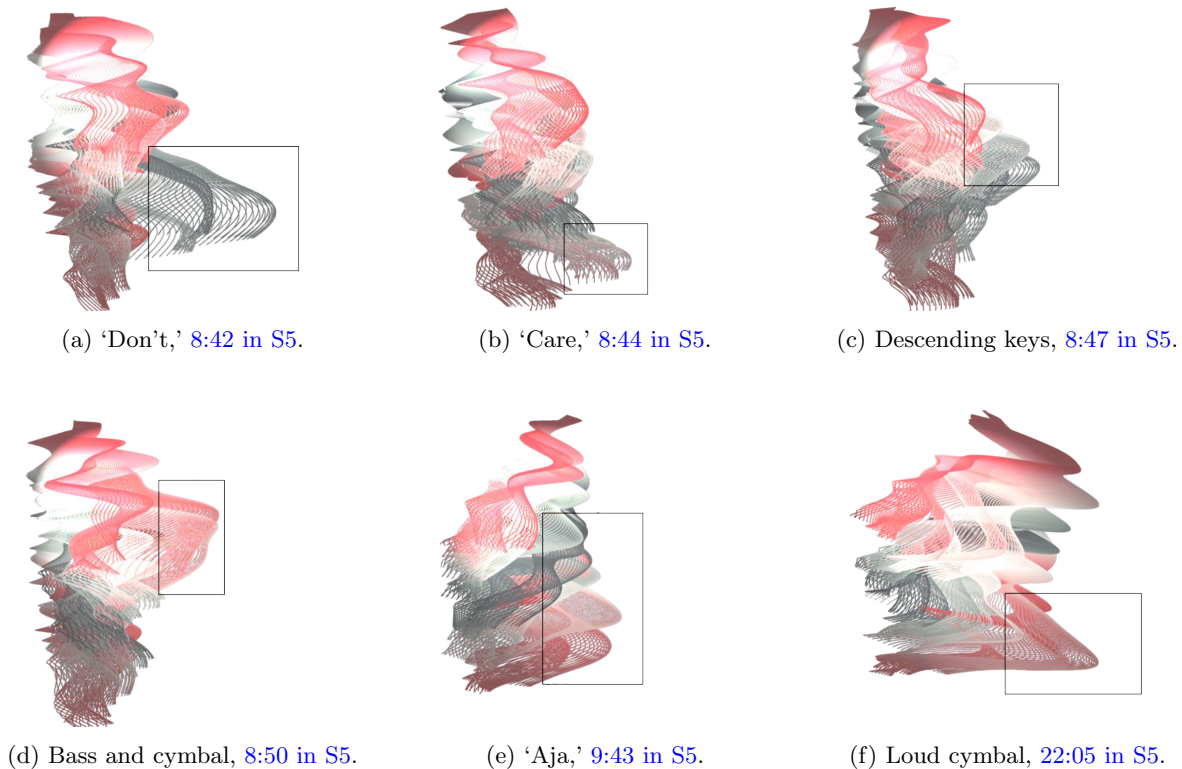 (a) ‘Don’t,’ 8:42 in S5.
(b) ‘Care,’ 8:44 in S5.
(c) Descending keys, 8:47 in S5.
(d) Bass and cymbal, 8:50 in S5.
(e) ‘Aja,’ 9:43 in S5.
(f) Loud cymbal, 22:05 in S5.